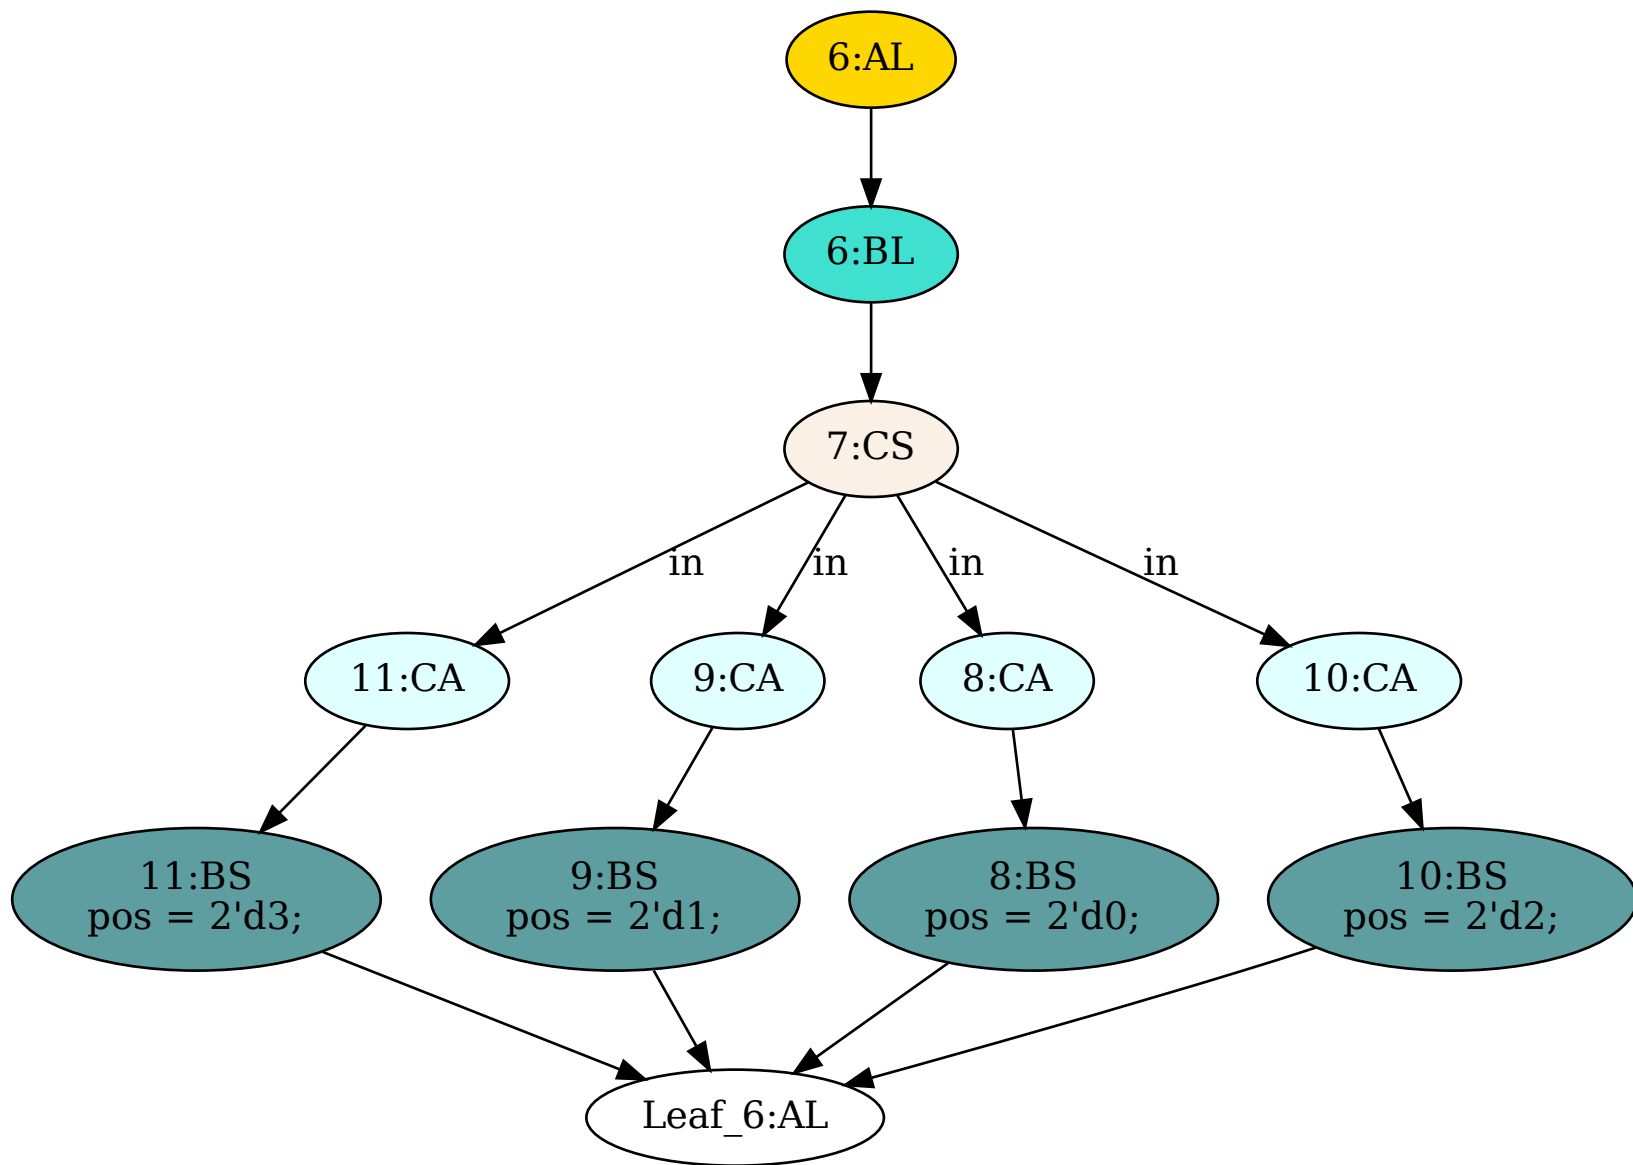 6:AL
6:BL
7:CS
in
in
in
in
11:CA
9:CA
8:CA
10:CA
11:BS
pos = 2'd3;
9:BS
pos = 2'd1;
8:BS
pos = 2'd0;
10:BS
pos = 2'd2;
Leaf_6:AL